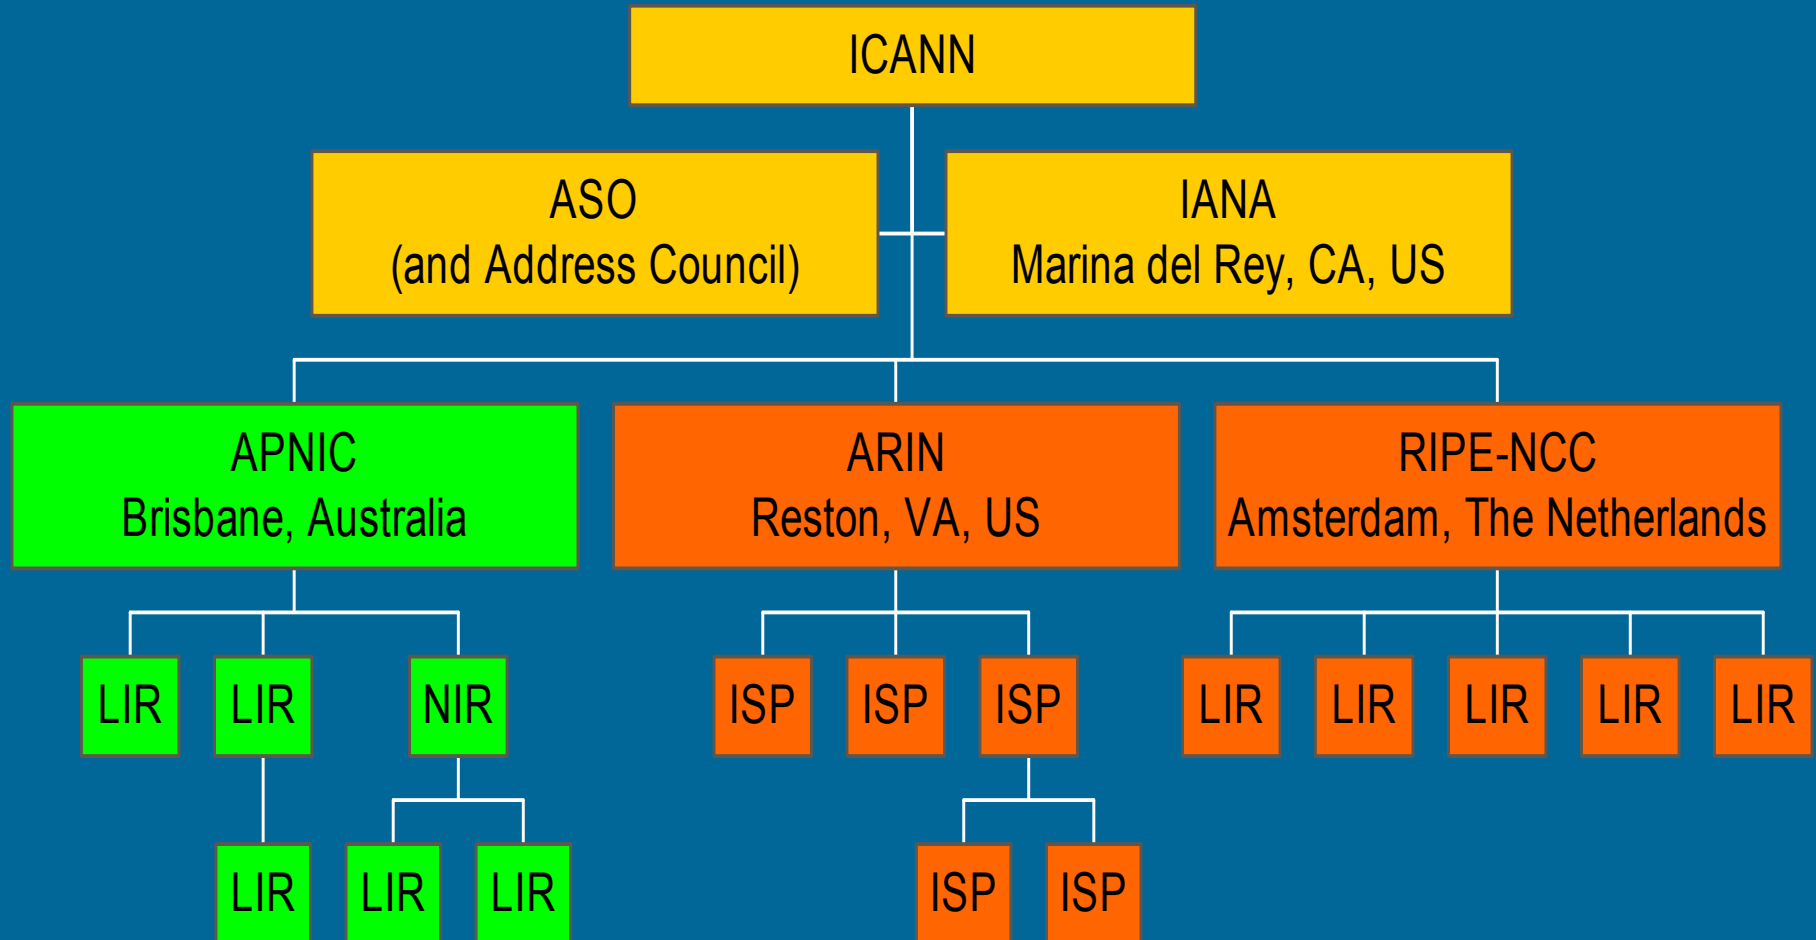 ICANN
ASO
(and Address Council)
IANA
Marina del Rey, CA, US
APNIC
Brisbane, Australia
ARIN
Reston, VA, US
RIPE-NCC
Amsterdam, The Netherlands
LIR
LIR
NIR
ISP
ISP
ISP
LIR
LIR
LIR
LIR
LIR
LIR
LIR
LIR
ISP
ISP